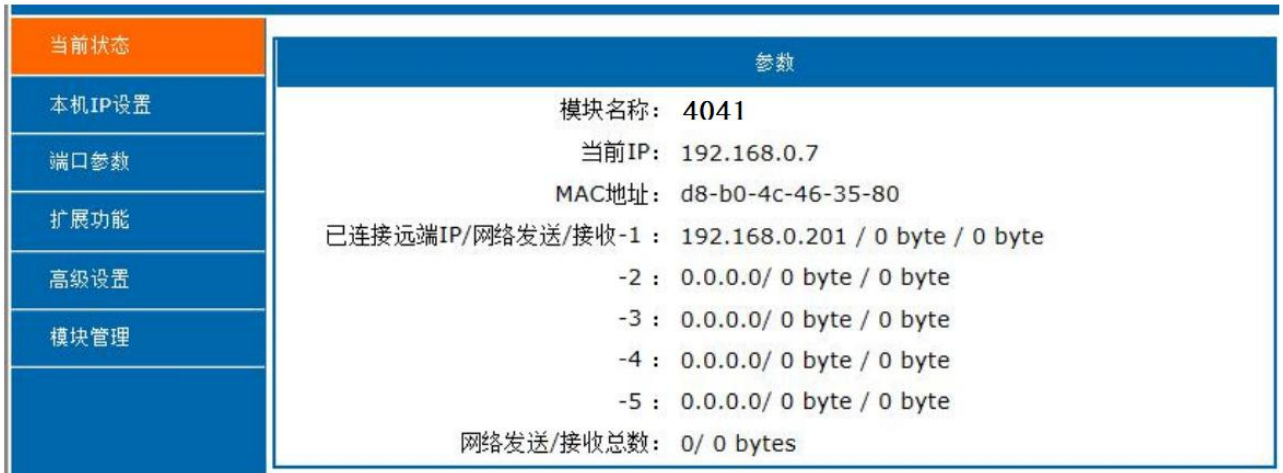 当前状态
本机IP设置
端口参数
扩展功能
高级设置
模块管理
参数
模块名称： 4041
当前IP： 192.168.0.7
MAC地址： d8-b0-4c-46-35-80
已连接远端IP/网络发送/接收-1： 192.168.0.201 / 0 byte / 0 byte
-2： 0.0.0.0/ 0 byte / 0 byte
-3： 0.0.0.0/ 0 byte / 0 byte
-4： 0.0.0.0/ 0 byte / 0 byte
-5： 0.0.0.0/ 0 byte / 0 byte
网络发送/接收总数： 0/ 0 bytes